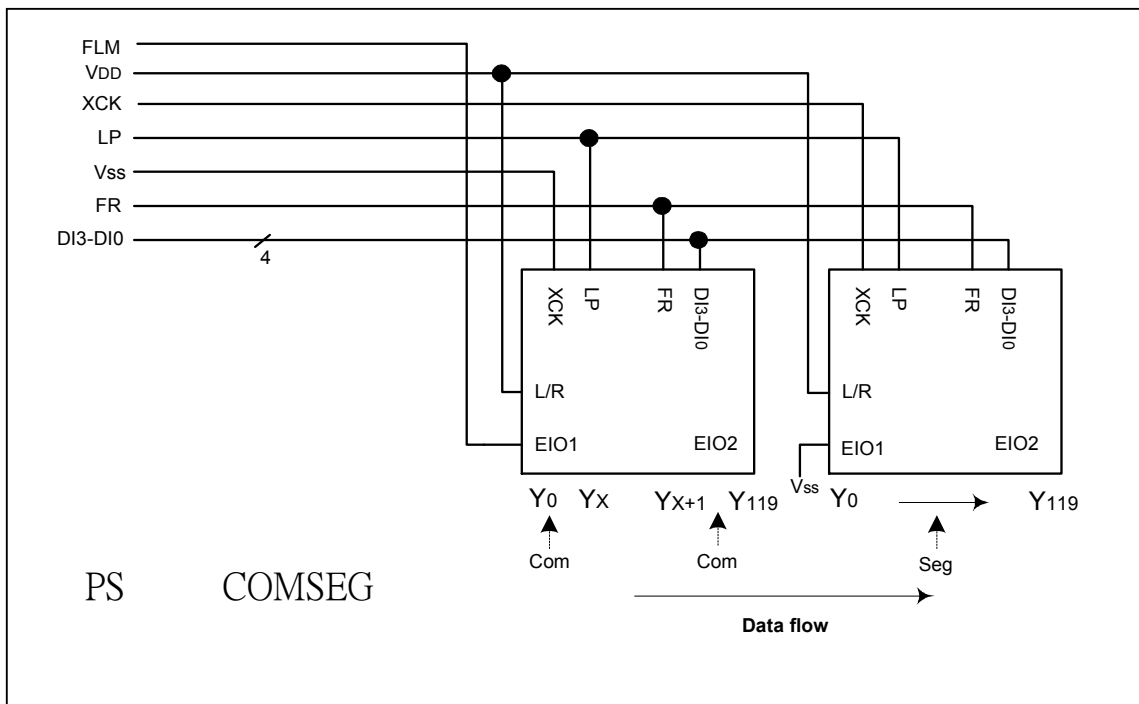 FLM
VDD
XCK
LP
Vss
FR
DI3-DI0
4
XCK LP FR DI3-DI0
XCK LP FR DI3-DI0
L/R
L/R
EIO1 EIO2
EIO1 EIO2
Vss
Y0 YX YX+1 Y119
Y0 Y119
Com Com Seg
PS COMSEG
Data flow